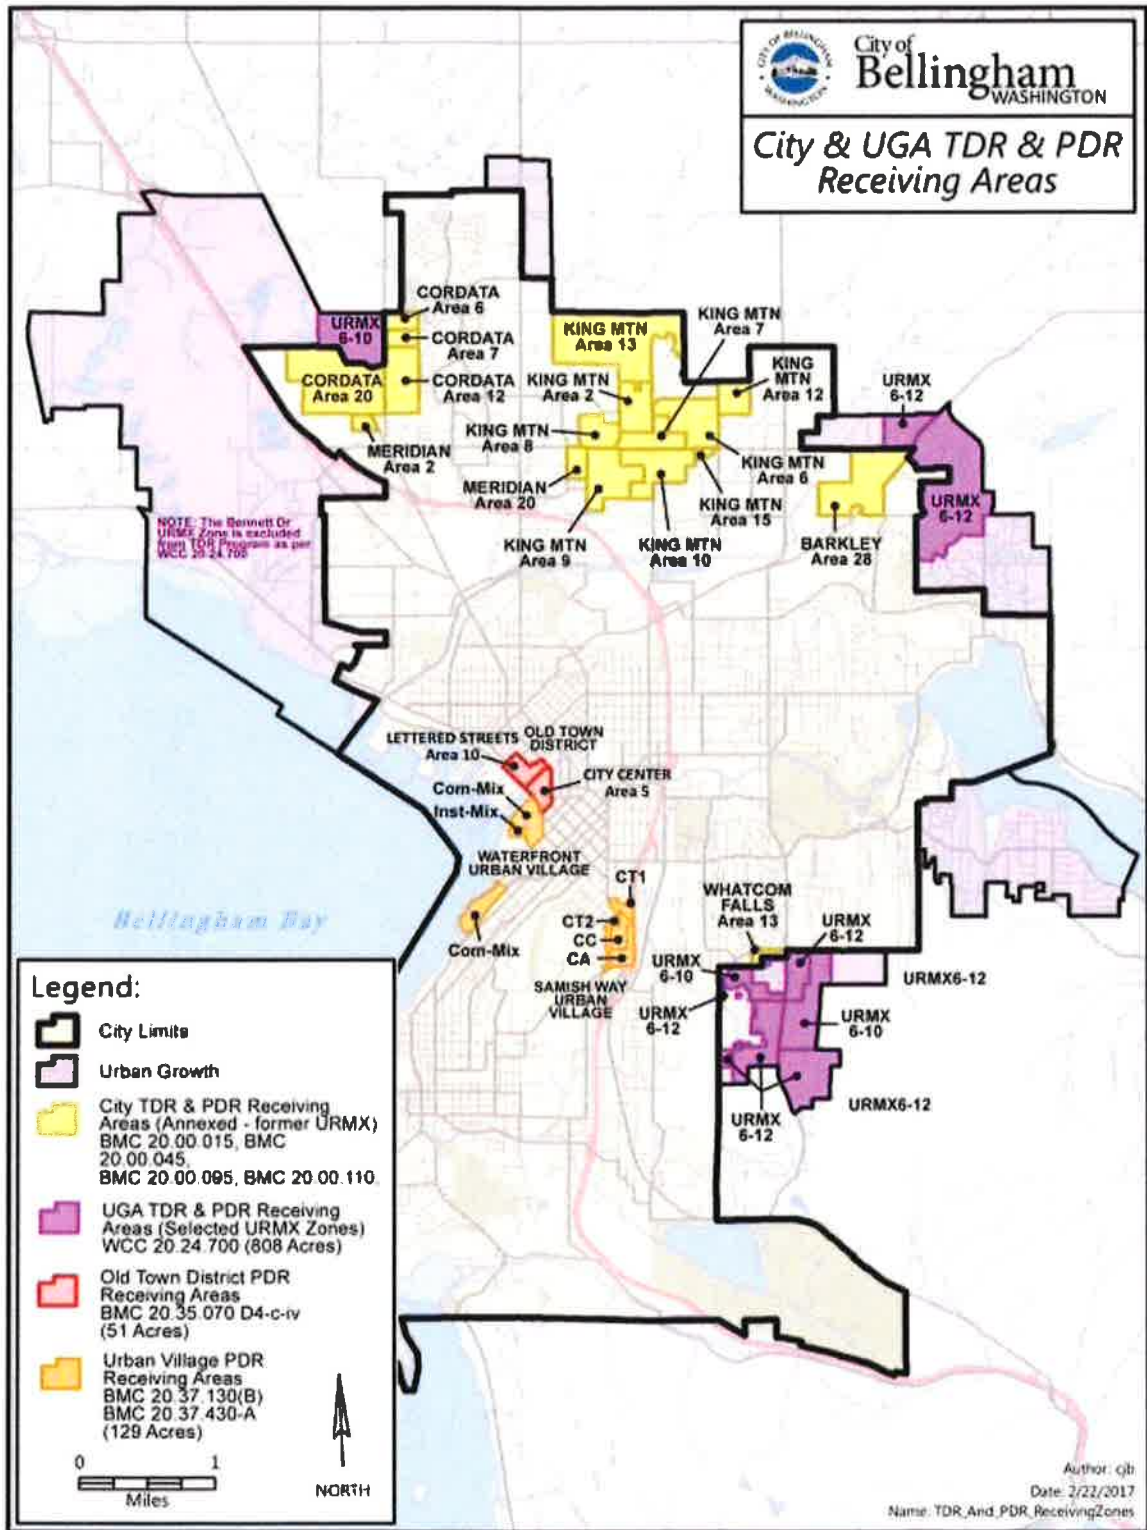 CITY OF BELLINGHAM
WASHINGTON
City of
Bellingham
WASHINGTON
City & UGA TDR & PDR
Receiving Areas
CORDATA
Area 6
URMX
6-10
CORDATA
Area 7
CORDATA
Area 20
CORDATA
Area 12
MERIDIAN
Area 2
KING MTN
Area 13
KING MTN
Area 7
KING MTN
Area 2
KING
MTN
Area 12
KING MTN
Area 8
MERIDIAN
Area 20
KING MTN
Area 6
KING MTN
Area 15
KING MTN
Area 9
KING MTN
Area 10
URMX
6-12
URMX
6-12
BARKLEY
Area 28
NOTE: The Bennett Dr
URMX Zone is excluded
from TDR Program as per
WCC 20.24.700
LETTERED STREETS
Area 10
OLD TOWN
DISTRICT
CITY CENTER
Area 5
Com-Mix
Inst-Mix
WATERFRONT
URBAN VILLAGE
Com-Mix
CT1
CT2
CC
CA
SAMISH WAY
URBAN
VILLAGE
WHATCOM
FALLS
Area 13
URMX
6-12
URMX
6-10
URMX6-12
URMX
6-12
URMX
6-10
URMX
6-12
URMX6-12
Bellingham Bay
Legend:
City Limits
Urban Growth
City TDR & PDR Receiving
Areas (Annexed - former URMX)
BMC 20.00.015, BMC
20.00.045,
BMC 20.00.095, BMC 20.00.110.
UGA TDR & PDR Receiving
Areas (Selected URMX Zones)
WCC 20.24.700 (808 Acres)
Old Town District PDR
Receiving Areas
BMC 20.35.070 D4-c-iv
(51 Acres)
Urban Village PDR
Receiving Areas
BMC 20.37.130(B)
BMC 20.37.430-A
(129 Acres)
0 1
Miles
NORTH
Author: cjb
Date: 2/22/2017
Name: TDR_And_PDR_ReceivingZones